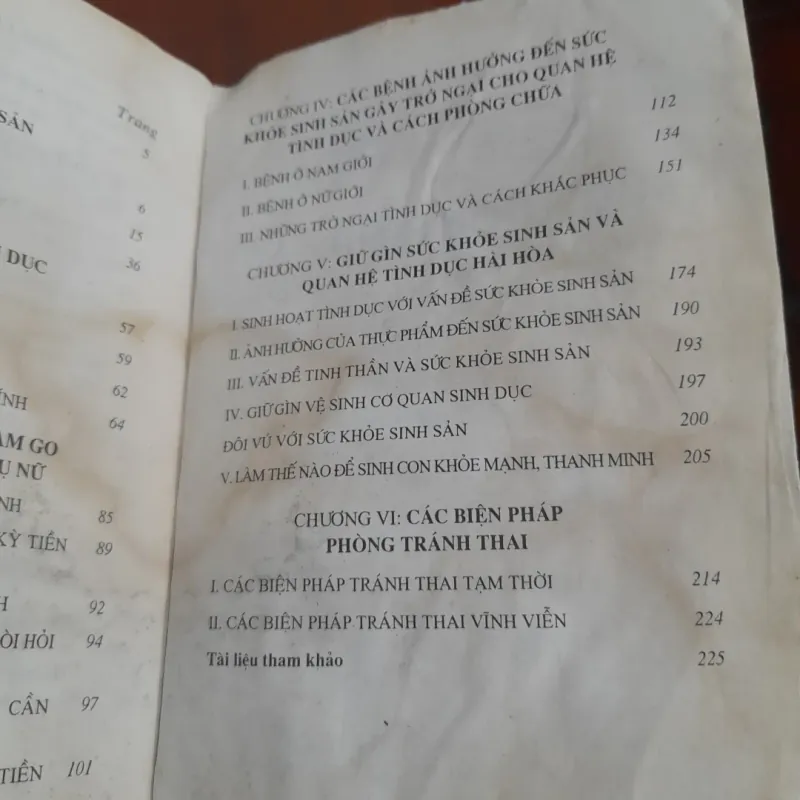 Trang
SẢN
5
6
15
36
DỤC
57
59
62
64
GO
NỮ
85
KỲ TIỀN
89
92
HỎI
94
CẦN
97
TIỀN
101
CHƯƠNG IV: CÁC BỆNH ẢNH HƯỞNG ĐẾN SỨC
KHỎE SINH SẢN GÂY TRỞ NGẠI CHO QUAN HỆ
TÌNH DỤC VÀ CÁCH PHÒNG CHỮA
I. BỆNH Ở NAM GIỚI 112
II. BỆNH Ở NỮ GIỚI 134
III. NHỮNG TRỞ NGẠI TÌNH DỤC VÀ CÁCH KHẮC PHỤC 151
CHƯƠNG V: GIỮ GÌN SỨC KHỎE SINH SẢN VÀ
QUAN HỆ TÌNH DỤC HÀI HÒA
I. SINH HOẠT TÌNH DỤC VỚI VẤN ĐỀ SỨC KHỎE SINH SẢN 174
II. ẢNH HƯỞNG CỦA THỰC PHẨM ĐẾN SỨC KHỎE SINH SẢN 190
III. VẤN ĐỀ TINH THẦN VÀ SỨC KHỎE SINH SẢN 193
IV. GIỮ GÌN VỆ SINH CƠ QUAN SINH DỤC 197
ĐÔI VÚ VỚI SỨC KHỎE SINH SẢN 200
V. LÀM THẾ NÀO ĐỂ SINH CON KHỎE MẠNH, THANH MINH 205
CHƯƠNG VI: CÁC BIỆN PHÁP
PHÒNG TRÁNH THAI
I. CÁC BIỆN PHÁP TRÁNH THAI TẠM THỜI 214
II. CÁC BIỆN PHÁP TRÁNH THAI VĨNH VIỄN 224
Tài liệu tham khảo 225